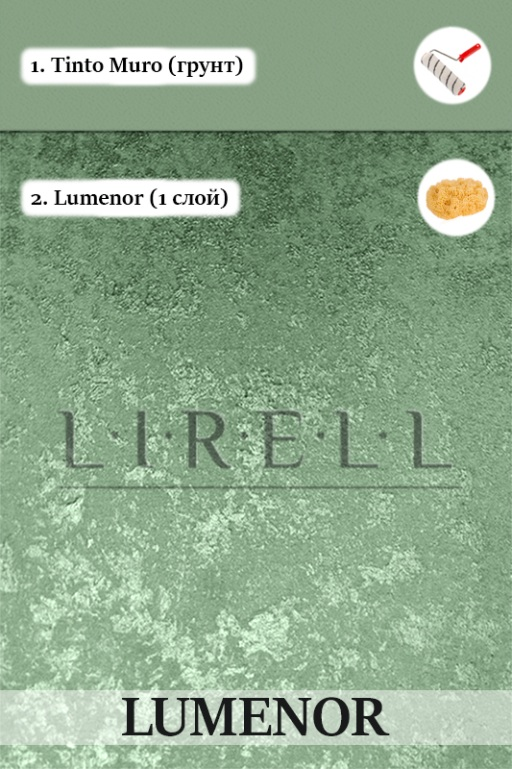 1. Tinto Muro (грунт)
2. Lumenor (1 слой)
L·I·R·E·L·L
LUMENOR